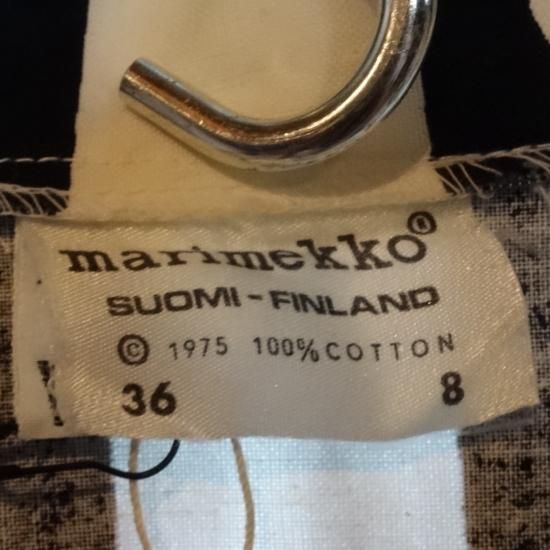 marimekko®
SUOMI-FINLAND
© 1975 100% COTTON
36 8